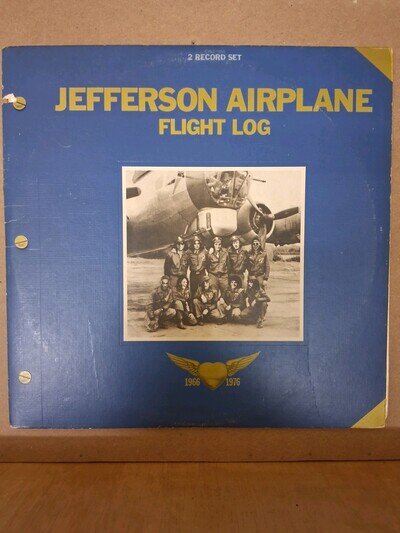 2 RECORD SET
JEFFERSON AIRPLANE
FLIGHT LOG
1966 1976